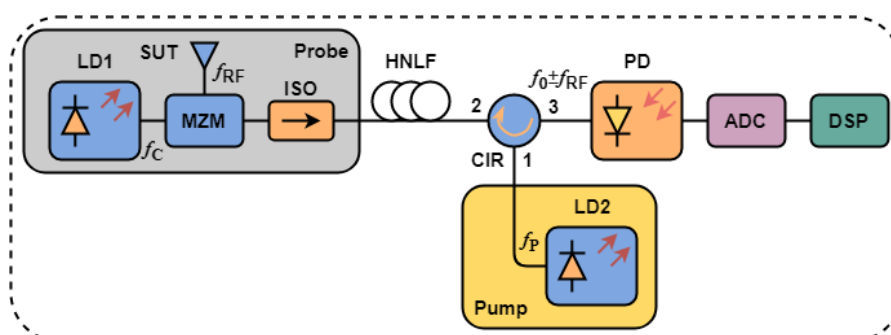 SUT
Probe
LD1
f_RF
ISO
HNLF
f_0±f_RF
PD
MZM
2
3
ADC
DSP
f_C
CIR
1
LD2
f_P
Pump